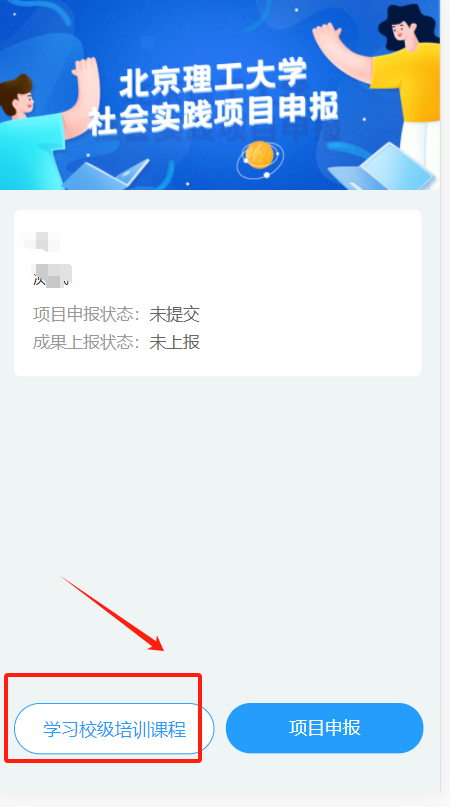 北京理工大学
社会实践项目申报
项目申报状态：未提交
成果上报状态：未上报
学习校级培训课程
项目申报